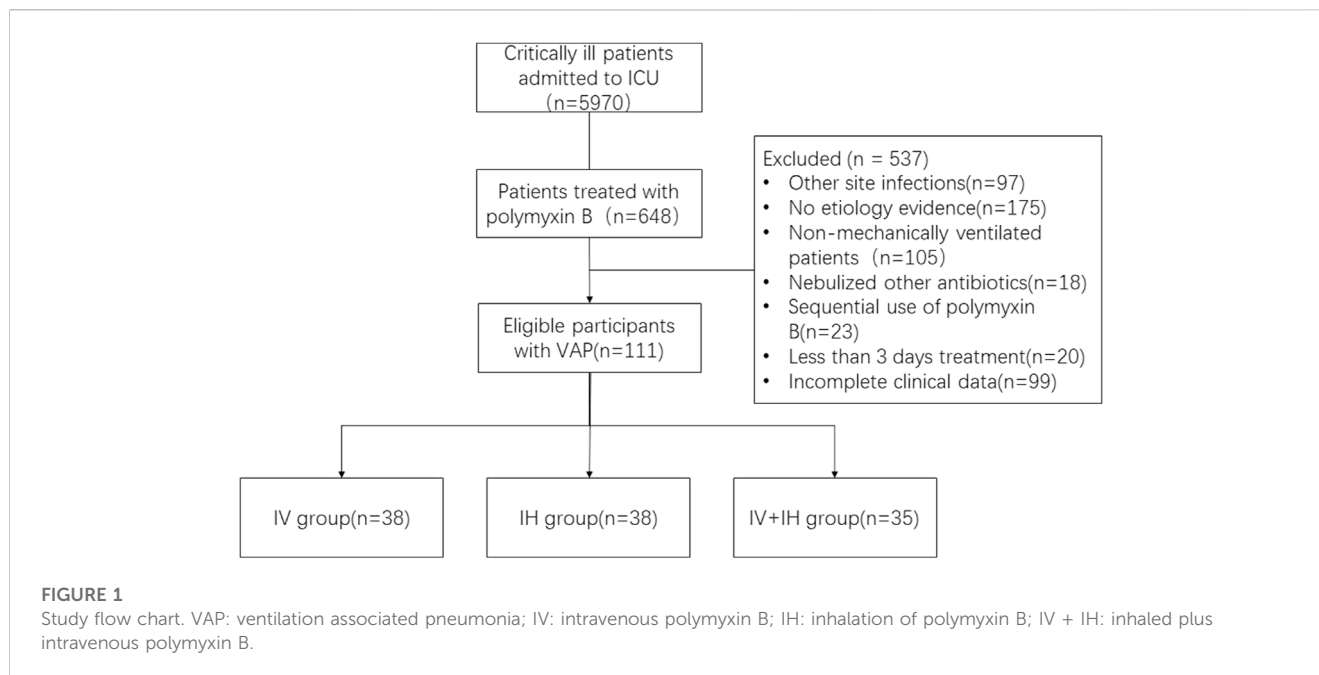 Critically ill patients
admitted to ICU
(n=5970)
Patients treated with
polymyxin B (n=648)
Excluded (n = 537)
• Other site infections(n=97)
• No etiology evidence(n=175)
• Non-mechanically ventilated
patients (n=105)
• Nebulized other antibiotics(n=18)
• Sequential use of polymyxin
B(n=23)
• Less than 3 days treatment(n=20)
• Incomplete clinical data(n=99)
Eligible participants
with VAP(n=111)
IV group(n=38)
IH group(n=38)
IV+IH group(n=35)
FIGURE 1
Study flow chart. VAP: ventilation associated pneumonia; IV: intravenous polymyxin B; IH: inhalation of polymyxin B; IV + IH: inhaled plus
intravenous polymyxin B.